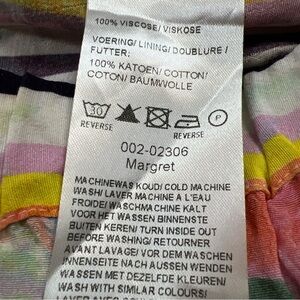 100% VISCOSE/ VISKOSE
VOERING/ LINING/ DOUBLURE /
FUTTER:
100% KATOEN/ COTTON/
COTON/ BAUMWOLLE
30
P
REVERSE
REVERSE
002-02306
Margret
MACHINEWAS KOUD/ COLD MACHINE
WASH/ LAVER MACHINE A L'EAU
FROIDE/ WASCHMACHINE KALT
VOOR HET WASSEN BINNENSTE
BUITEN KEREN/ TURN INSIDE OUT
BEFORE WASHING/ RETOURNER
AVANT LAVAGE/ VOR DEM WASCHEN
INNENSEITE NACH AUSSEN WENDEN
WASSEN MET DEZELFDE KLEUREN/
WASH WITH SIMILAR COLOURS/